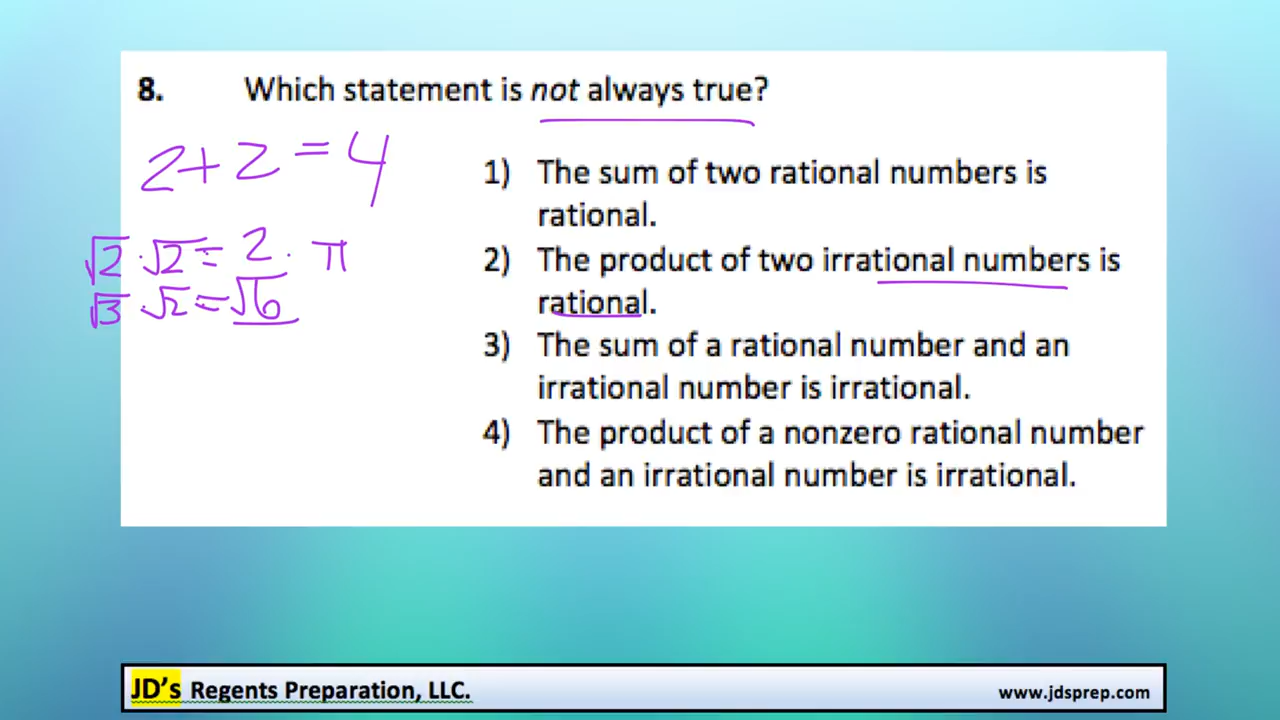 8. Which statement is not always true?
2+2=4
1) The sum of two rational numbers is
rational.
√2·√2=2·π
2) The product of two irrational numbers is
rational.
√3·√2=√6
3) The sum of a rational number and an
irrational number is irrational.
4) The product of a nonzero rational number
and an irrational number is irrational.
JD's Regents Preparation, LLC.
www.jdsprep.com